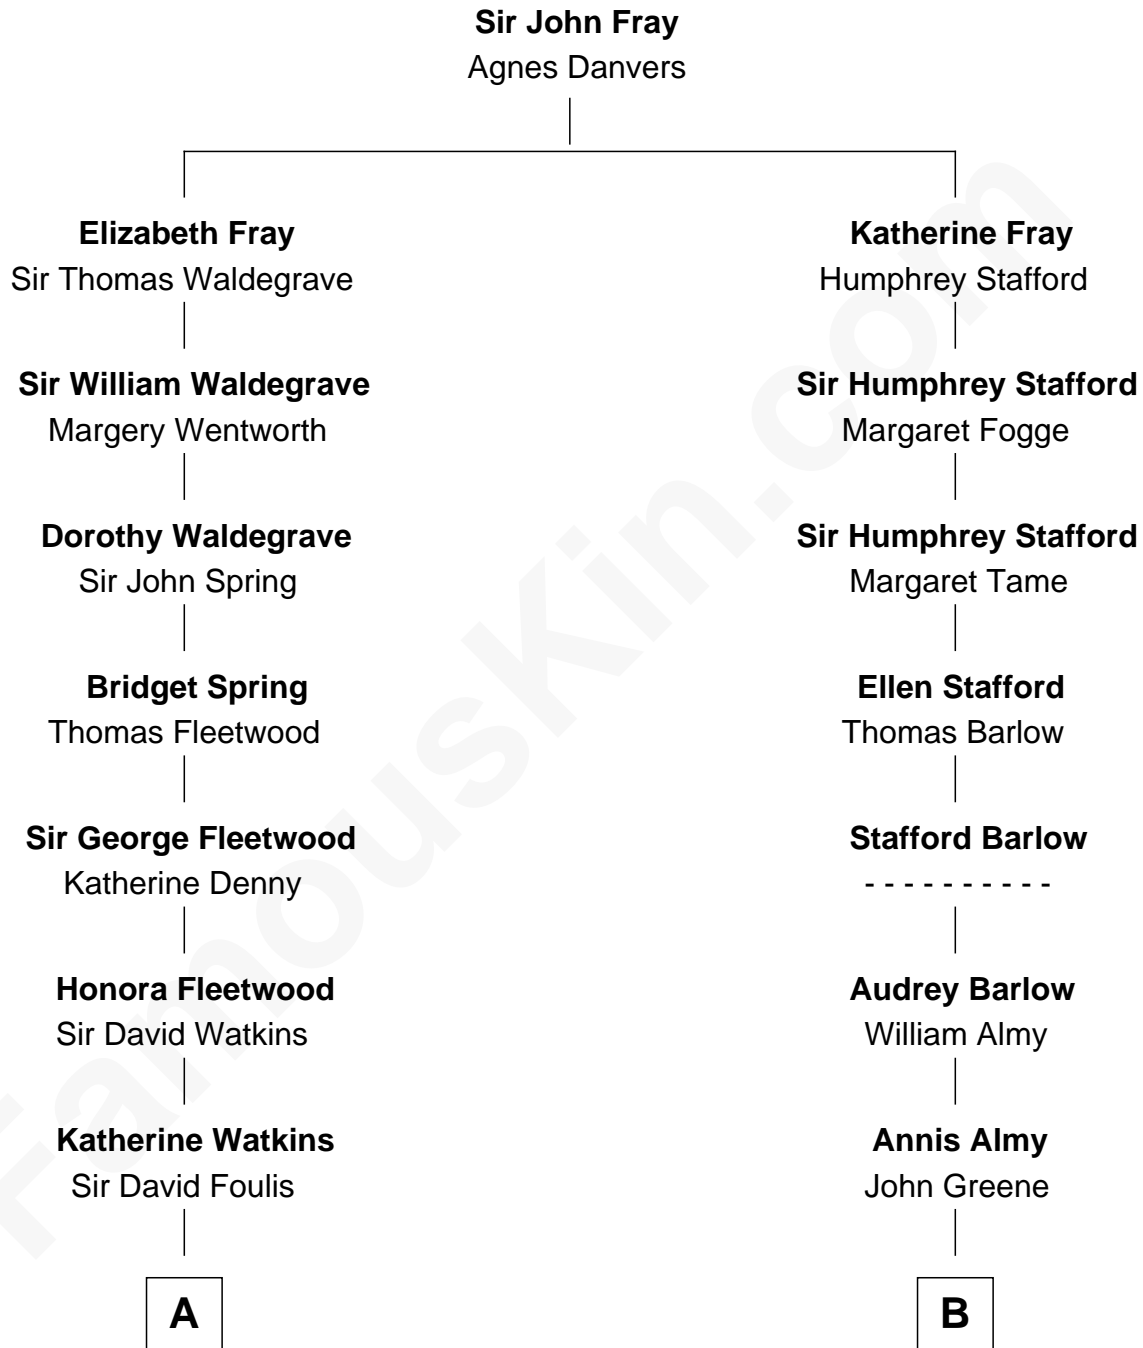 Sir John Fray
Agnes Danvers
Elizabeth Fray
Sir Thomas Waldegrave
Katherine Fray
Humphrey Stafford
Sir William Waldegrave
Margery Wentworth
Sir Humphrey Stafford
Margaret Fogge
Dorothy Waldegrave
Sir John Spring
Sir Humphrey Stafford
Margaret Tame
Bridget Spring
Thomas Fleetwood
Ellen Stafford
Thomas Barlow
Sir George Fleetwood
Katherine Denny
Stafford Barlow
- - - - - - - - - -
Honora Fleetwood
Sir David Watkins
Audrey Barlow
William Almy
Katherine Watkins
Sir David Foulis
Annis Almy
John Greene
A
B
FamousKin.com